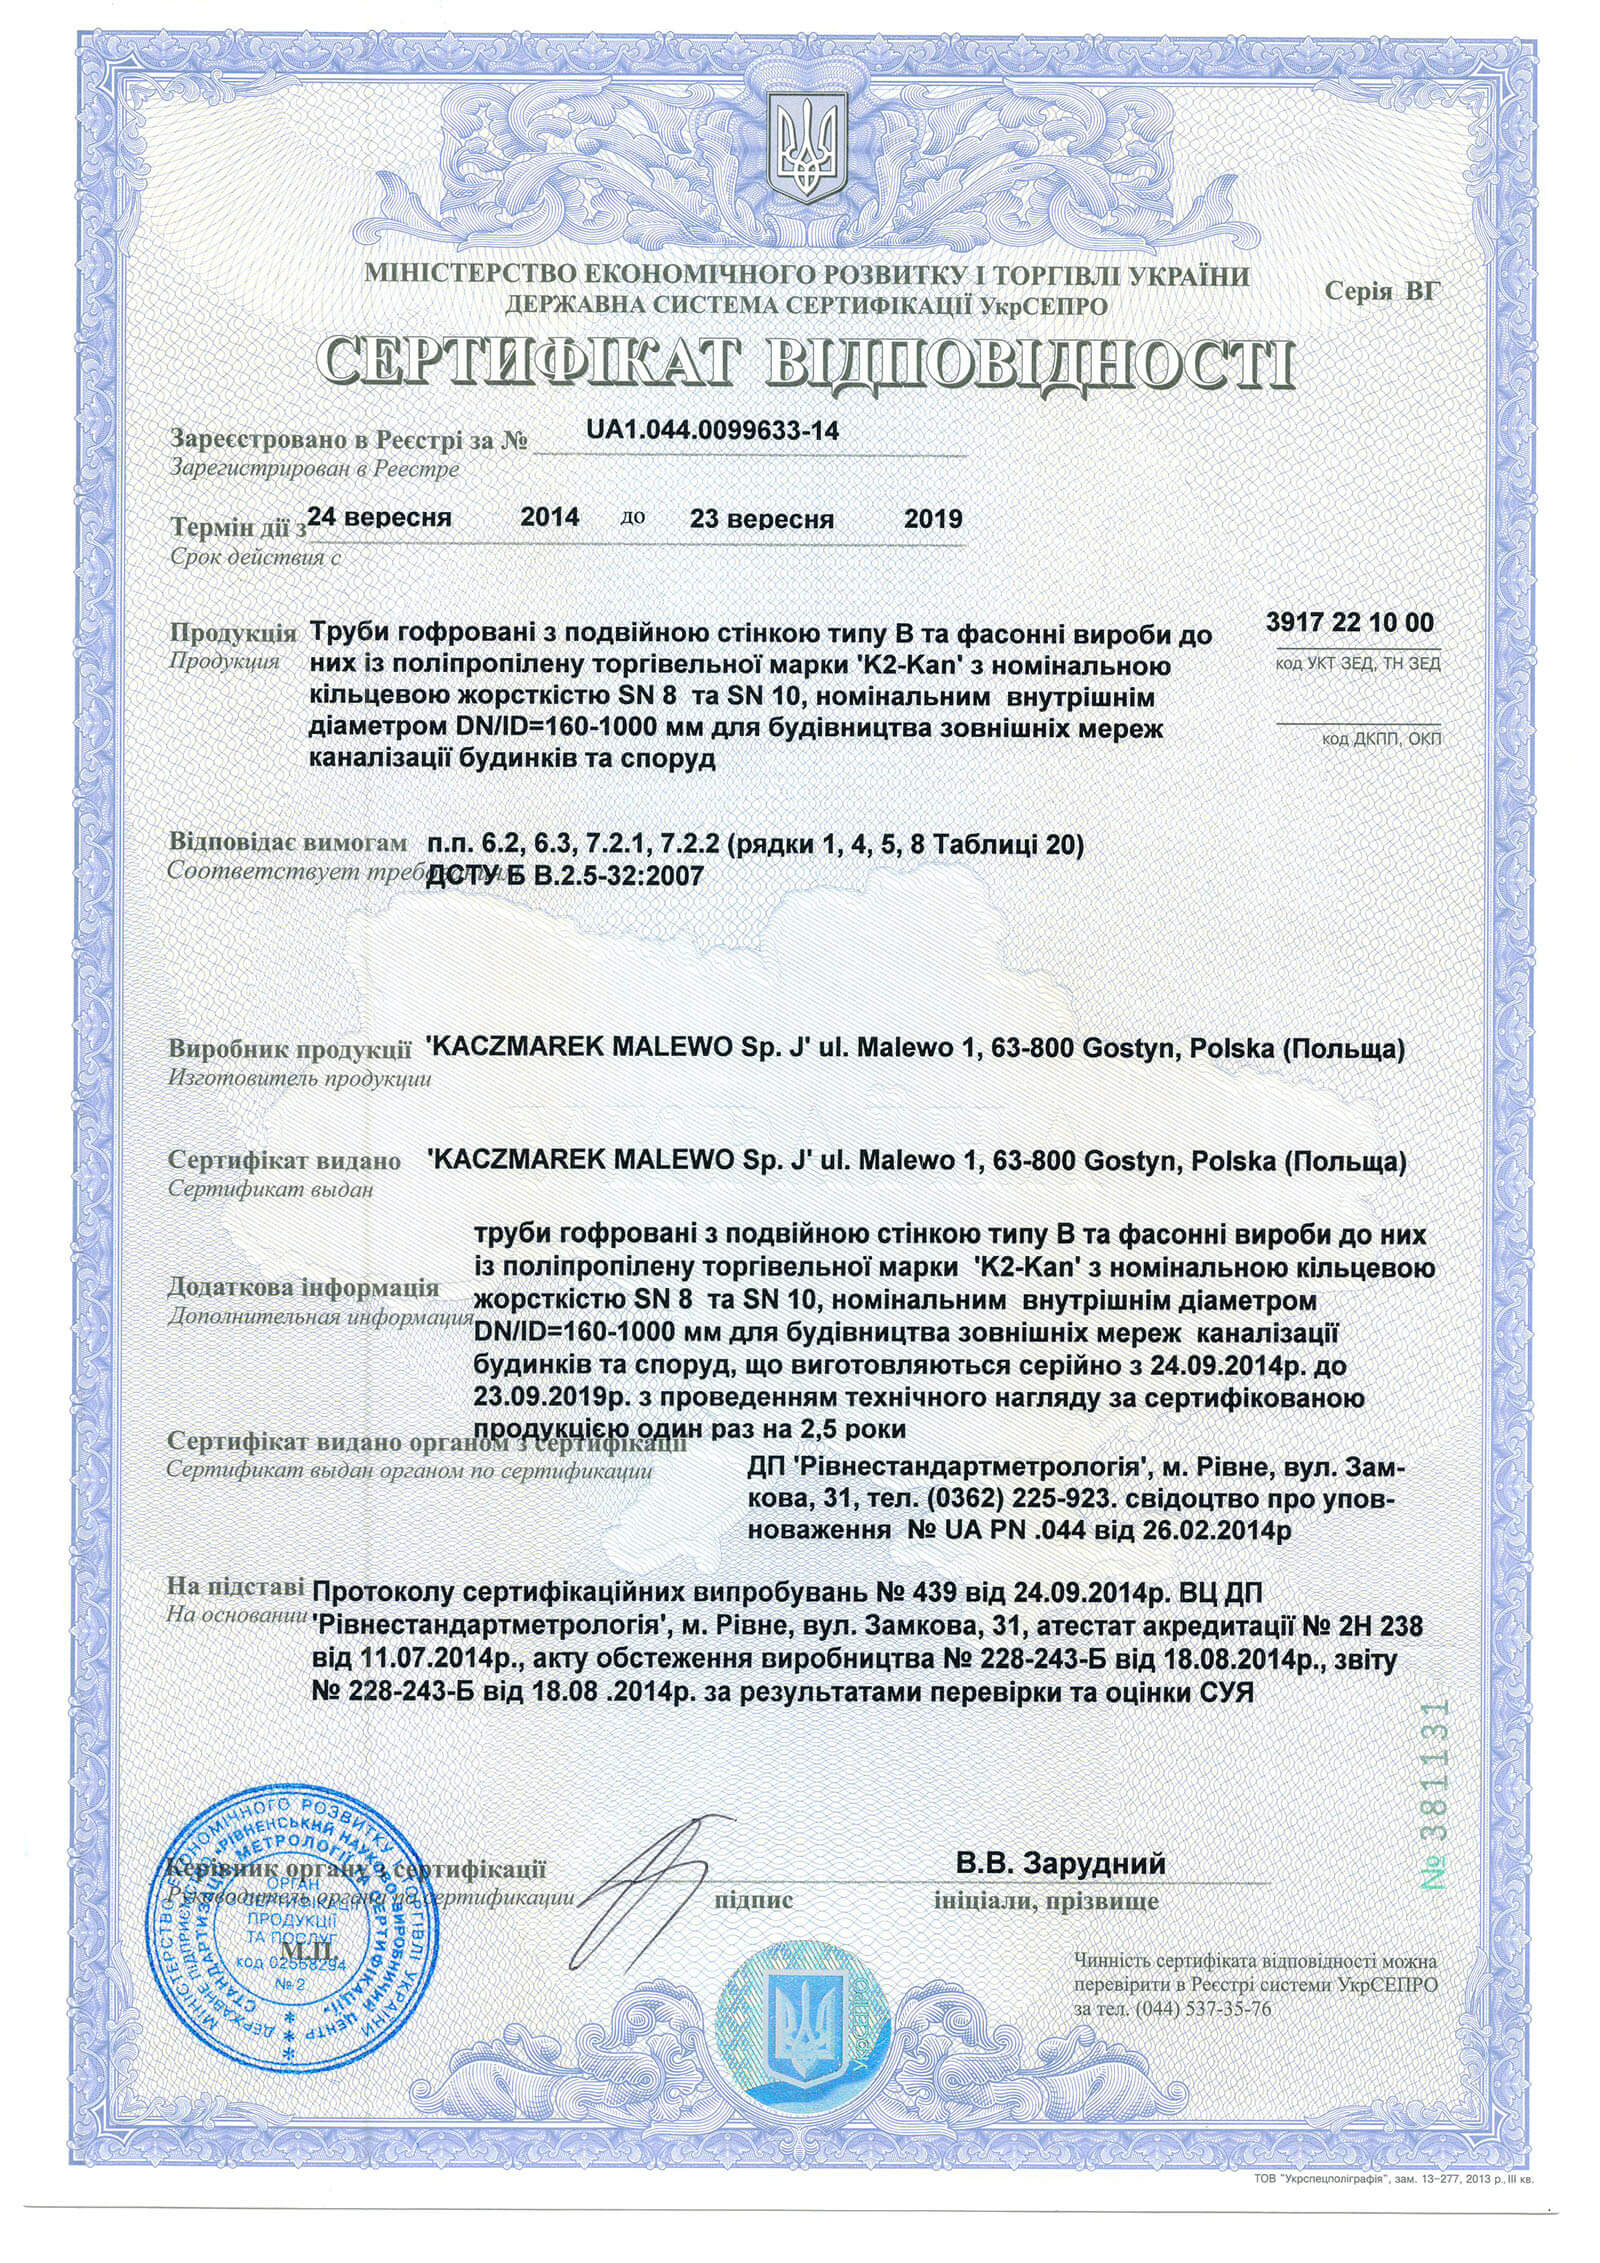 МІНІСТЕРСТВО ЕКОНОМІЧНОГО РОЗВИТКУ І ТОРГІВЛІ УКРАЇНИ
ДЕРЖАВНА СИСТЕМА СЕРТИФІКАЦІЇ УкрСЕПРО
Серія ВГ
СЕРТИФІКАТ ВІДПОВІДНОСТІ
Зареєстровано в Реєстрі за № UA1.044.0099633-14
Зарегистрирован в Реестре
Термін дії з 24 вересня 2014 до 23 вересня 2019
Срок действия с
Продукція Труби гофровані з подвійною стінкою типу В та фасонні вироби до
Продукция них із поліпропілену торгівельної марки 'K2-Kan' з номінальною
кільцевою жорсткістю SN 8 та SN 10, номінальним внутрішнім
діаметром DN/ID=160-1000 мм для будівництва зовнішніх мереж
каналізації будинків та споруд
3917 22 10 00
код УКТ ЗЕД, ТН ЗЕД
код ДКПП, ОКП
Відповідає вимогам п.п. 6.2, 6.3, 7.2.1, 7.2.2 (рядки 1, 4, 5, 8 Таблиці 20)
Соответствует требованиям ДСТУ Б В.2.5-32:2007
Виробник продукції 'KACZMAREK MALEWO Sp. J' ul. Malewo 1, 63-800 Gostyn, Polska (Польща)
Изготовитель продукции
Сертифікат видано 'KACZMAREK MALEWO Sp. J' ul. Malewo 1, 63-800 Gostyn, Polska (Польща)
Сертификат выдан
труби гофровані з подвійною стінкою типу В та фасонні вироби до них
із поліпропілену торгівельної марки 'K2-Kan' з номінальною кільцевою
Додаткова інформація жорсткістю SN 8 та SN 10, номінальним внутрішнім діаметром
Дополнительная информация DN/ID=160-1000 мм для будівництва зовнішніх мереж каналізації
будинків та споруд, що виготовляються серійно з 24.09.2014р. до
23.09.2019р. з проведенням технічного нагляду за сертифікованою
продукцією один раз на 2,5 роки
Сертифікат видано органом з сертифікації
Сертификат выдан органом по сертификации
ДП 'Рівнестандартметрологія', м. Рівне, вул. Зам-
кова, 31, тел. (0362) 225-923. свідоцтво про упов-
новаження № UA PN .044 від 26.02.2014р
На підставі Протоколу сертифікаційних випробувань № 439 від 24.09.2014р. ВЦ ДП
На основании 'Рівнестандартметрологія', м. Рівне, вул. Замкова, 31, атестат акредитації № 2Н 238
від 11.07.2014р., акту обстеження виробництва № 228-243-Б від 18.08.2014р., звіту
№ 228-243-Б від 18.08 .2014р. за результатами перевірки та оцінки СУЯ
№ 381131
Керівник органу з сертифікації
Руководитель органа по сертификации
підпис
В.В. Зарудний
ініціали, прізвище
М.П.
МІНІСТЕРСТВО ЕКОНОМІЧНОГО РОЗВИТКУ І ТОРГІВЛІ УКРАЇНИ
ДЕРЖАВНЕ ПІДПРИЄМСТВО «РІВНЕНСЬКИЙ НАУКОВО-ВИРОБНИЧИЙ ЦЕНТР
СТАНДАРТИЗАЦІЇ, МЕТРОЛОГІЇ ТА СЕРТИФІКАЦІЇ»
ОРГАН
ПО СЕРТИФІКАЦІЇ
ПРОДУКЦІЇ
ТА ПОСЛУГ
код 02568294
№ 2
УкрСЕПРО
Чинність сертифіката відповідності можна
перевірити в Реєстрі системи УкрСЕПРО
за тел. (044) 537-35-76
ТОВ "Укрспецполіграфія", зам. 13-277, 2013 р., III кв.